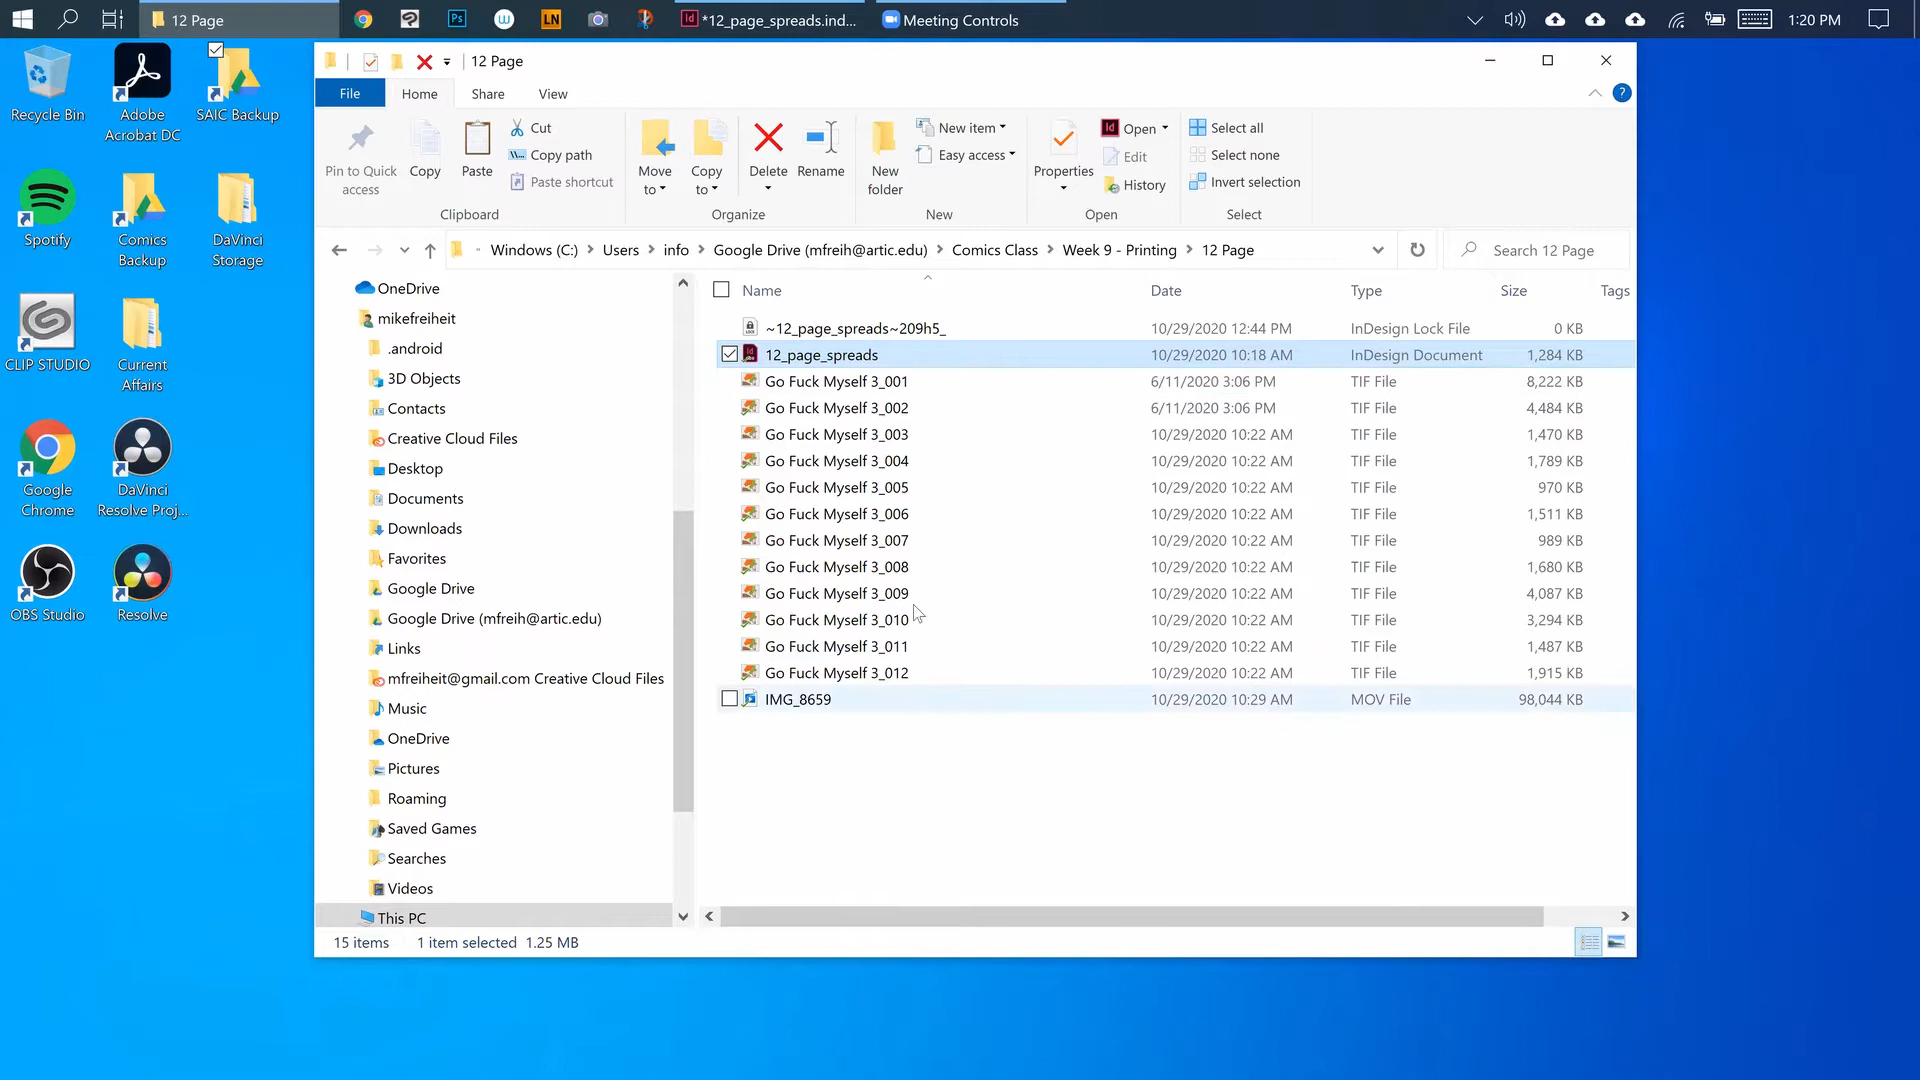 12 Page
Ps
LN
Id
*12_page_spreads.ind...
Meeting Controls
1:20 PM
Recycle Bin
Adobe
Acrobat DC
SAIC Backup
Spotify
Comics
Backup
DaVinci
Storage
CLIP STUDIO
Current
Affairs
Google
Chrome
DaVinci
Resolve Proj...
OBS Studio
Resolve
12 Page
File
Home
Share
View
Pin to Quick
access
Copy
Paste
Cut
Copy path
Paste shortcut
Clipboard
Move
to
Copy
to
Delete
Rename
Organize
New
folder
New item
Easy access
New
Properties
Open
Edit
History
Open
Select all
Select none
Invert selection
Select
Windows (C:) > Users > info > Google Drive (mfreih@artic.edu) > Comics Class > Week 9 - Printing > 12 Page
Search 12 Page
OneDrive
mikefreiheit
.android
3D Objects
Contacts
Creative Cloud Files
Desktop
Documents
Downloads
Favorites
Google Drive
Google Drive (mfreih@artic.edu)
Links
mfreiheit@gmail.com Creative Cloud Files
Music
OneDrive
Pictures
Roaming
Saved Games
Searches
Videos
This PC
Name Date Type Size Tags
~12_page_spreads~209h5_ 10/29/2020 12:44 PM InDesign Lock File 0 KB
12_page_spreads 10/29/2020 10:18 AM InDesign Document 1,284 KB
Go Fuck Myself 3_001 6/11/2020 3:06 PM TIF File 8,222 KB
Go Fuck Myself 3_002 6/11/2020 3:06 PM TIF File 4,484 KB
Go Fuck Myself 3_003 10/29/2020 10:22 AM TIF File 1,470 KB
Go Fuck Myself 3_004 10/29/2020 10:22 AM TIF File 1,789 KB
Go Fuck Myself 3_005 10/29/2020 10:22 AM TIF File 970 KB
Go Fuck Myself 3_006 10/29/2020 10:22 AM TIF File 1,511 KB
Go Fuck Myself 3_007 10/29/2020 10:22 AM TIF File 989 KB
Go Fuck Myself 3_008 10/29/2020 10:22 AM TIF File 1,680 KB
Go Fuck Myself 3_009 10/29/2020 10:22 AM TIF File 4,087 KB
Go Fuck Myself 3_010 10/29/2020 10:22 AM TIF File 3,294 KB
Go Fuck Myself 3_011 10/29/2020 10:22 AM TIF File 1,487 KB
Go Fuck Myself 3_012 10/29/2020 10:22 AM TIF File 1,915 KB
IMG_8659 10/29/2020 10:29 AM MOV File 98,044 KB
15 items 1 item selected 1.25 MB